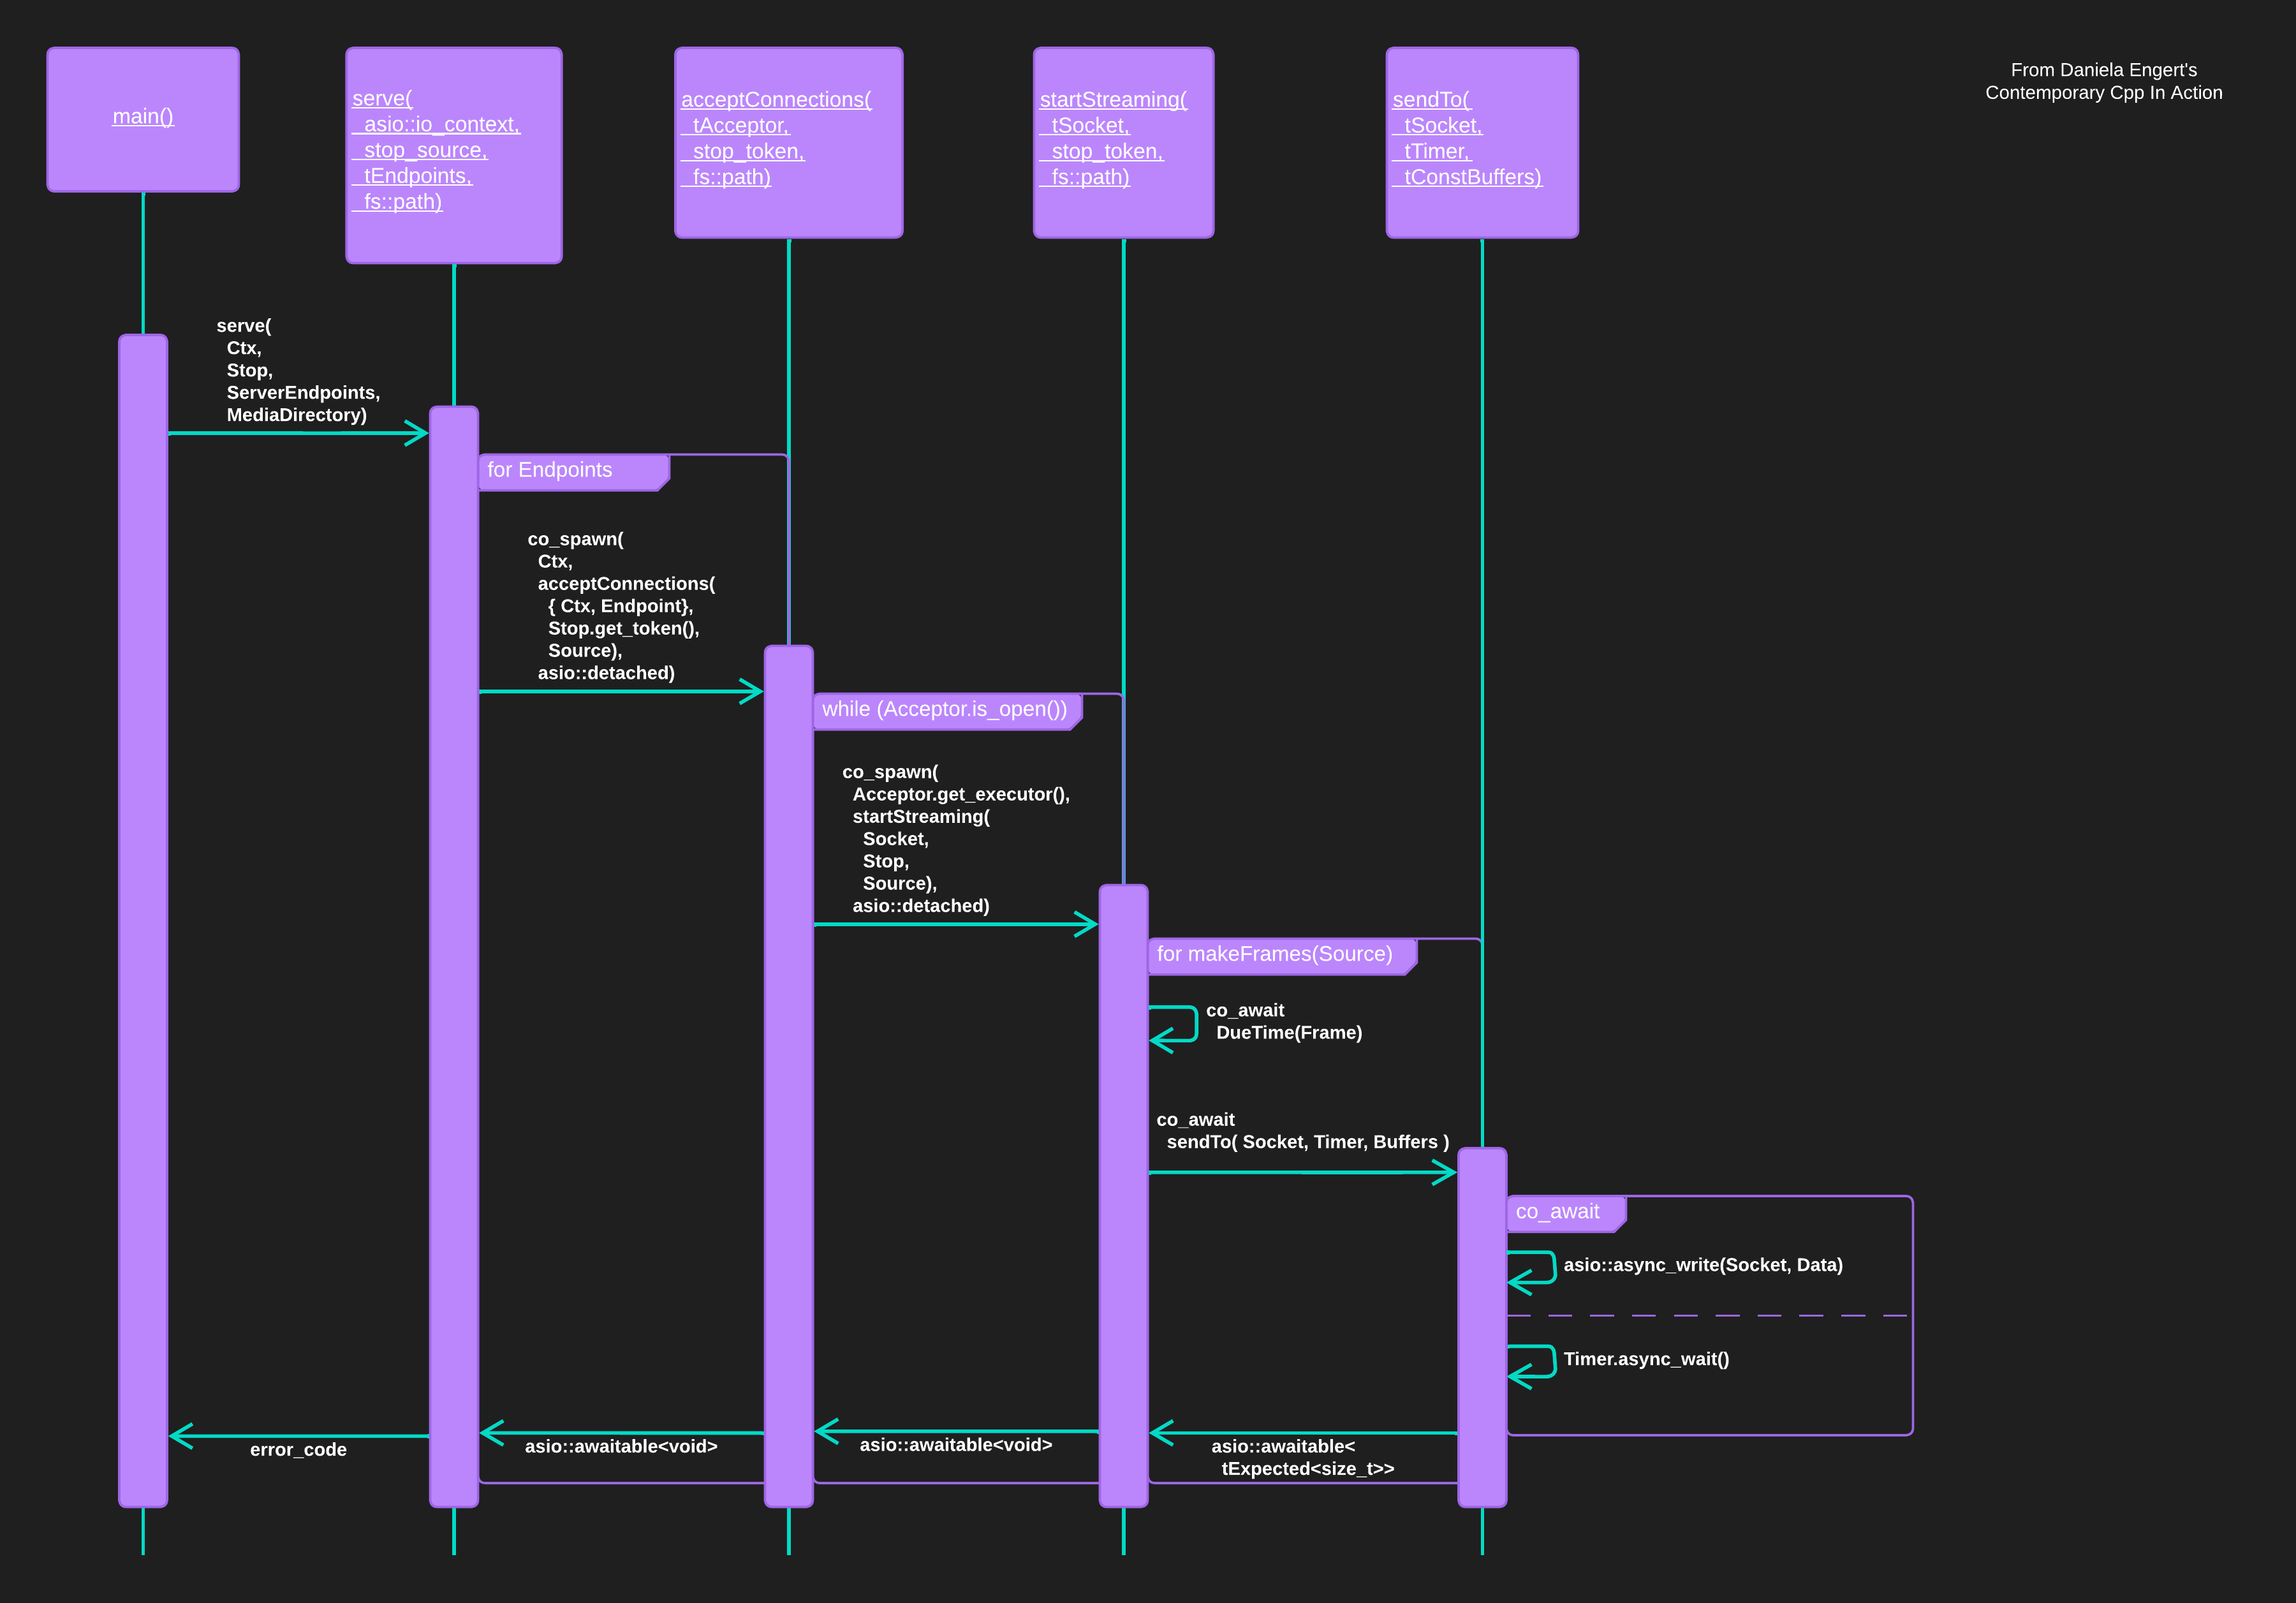 main()
serve(
asio::io_context,
stop_source,
tEndpoints,
fs::path)
acceptConnections(
tAcceptor,
stop_token,
fs::path)
startStreaming(
tSocket,
stop_token,
fs::path)
sendTo(
tSocket,
tTimer,
tConstBuffers)
From Daniela Engert's
Contemporary Cpp In Action
serve(
Ctx,
Stop,
ServerEndpoints,
MediaDirectory)
for Endpoints
co_spawn(
Ctx,
acceptConnections(
{ Ctx, Endpoint},
Stop.get_token(),
Source),
asio::detached)
while (Acceptor.is_open())
co_spawn(
Acceptor.get_executor(),
startStreaming(
Socket,
Stop,
Source),
asio::detached)
for makeFrames(Source)
co_await
DueTime(Frame)
co_await
sendTo( Socket, Timer, Buffers )
co_await
asio::async_write(Socket, Data)
Timer.async_wait()
error_code
asio::awaitable<void>
asio::awaitable<void>
asio::awaitable<
tExpected<size_t>>